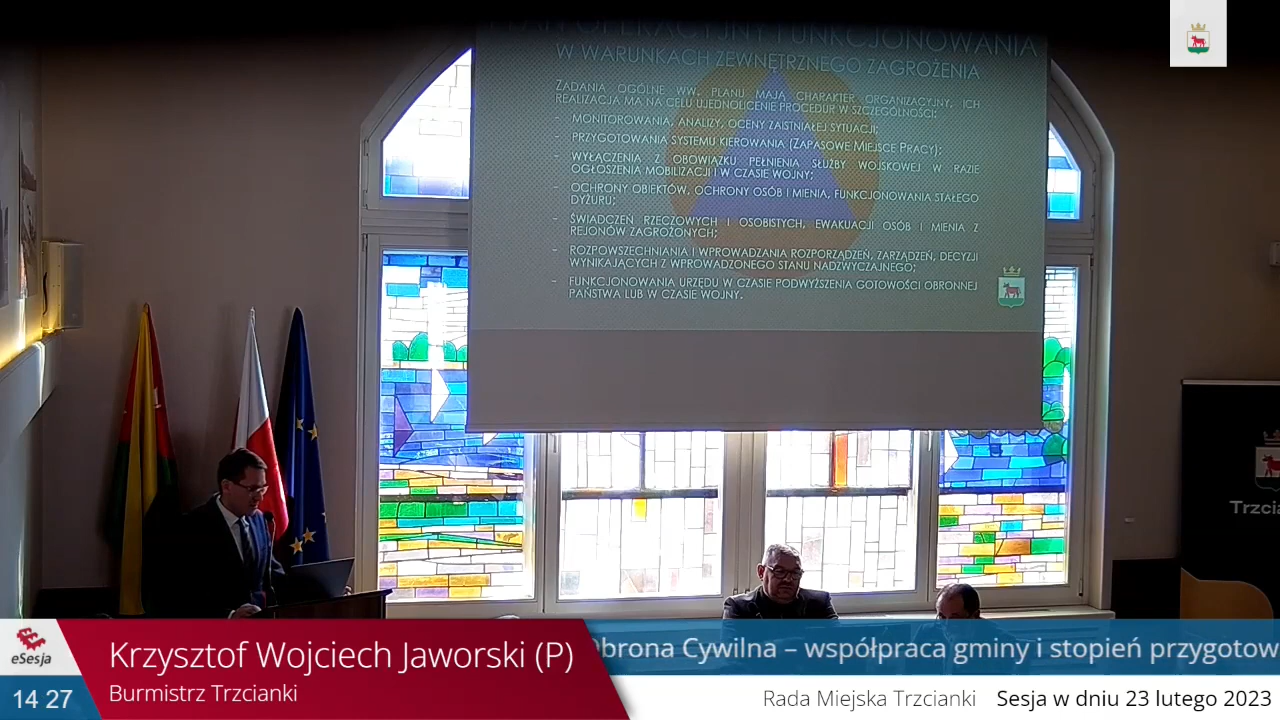 PLAN OPERACYJNY FUNKCJONOWANIA
W WARUNKACH ZEWNĘTRZNEGO ZAGROŻENIA
ZADANIA OGÓLNE WW. PLANU MAJĄ CHARAKTER ORGANIZACYJNY, ICH
REALIZACJA MA NA CELU UJEDNOLICENIE PROCEDUR W SZCZEGÓLNOŚCI:
- MONITOROWANIA, ANALIZY, OCENY ZAISTNIAŁEJ SYTUACJI;
- PRZYGOTOWANIA SYSTEMU KIEROWANIA (ZAPASOWE MIEJSCE PRACY);
- WYŁĄCZENIA Z OBOWIĄZKU PEŁNIENIA SŁUŻBY WOJSKOWEJ W RAZIE
OGŁOSZENIA MOBILIZACJI I W CZASIE WOJNY;
- OCHRONY OBIEKTÓW, OCHRONY OSÓB I MIENIA, FUNKCJONOWANIA STAŁEGO
DYŻURU;
- ŚWIADCZEŃ RZECZOWYCH I OSOBISTYCH, EWAKUACJI OSÓB I MIENIA Z
REJONÓW ZAGROŻONYCH;
- ROZPOWSZECHNIANIA I WPROWADZANIA ROZPORZĄDZEŃ, ZARZĄDZEŃ, DECYZJI
WYNIKAJĄCYCH Z WPROWADZONEGO STANU NADZWYCZAJNEGO;
- FUNKCJONOWANIA URZĘDU W CZASIE PODWYŻSZENIA GOTOWOŚCI OBRONNEJ
PAŃSTWA LUB W CZASIE WOJNY.
Trzcia
eSesja
14 27
Krzysztof Wojciech Jaworski (P)
Burmistrz Trzcianki
Obrona Cywilna – współpraca gminy i stopień przygotow
Rada Miejska Trzcianki Sesja w dniu 23 lutego 2023